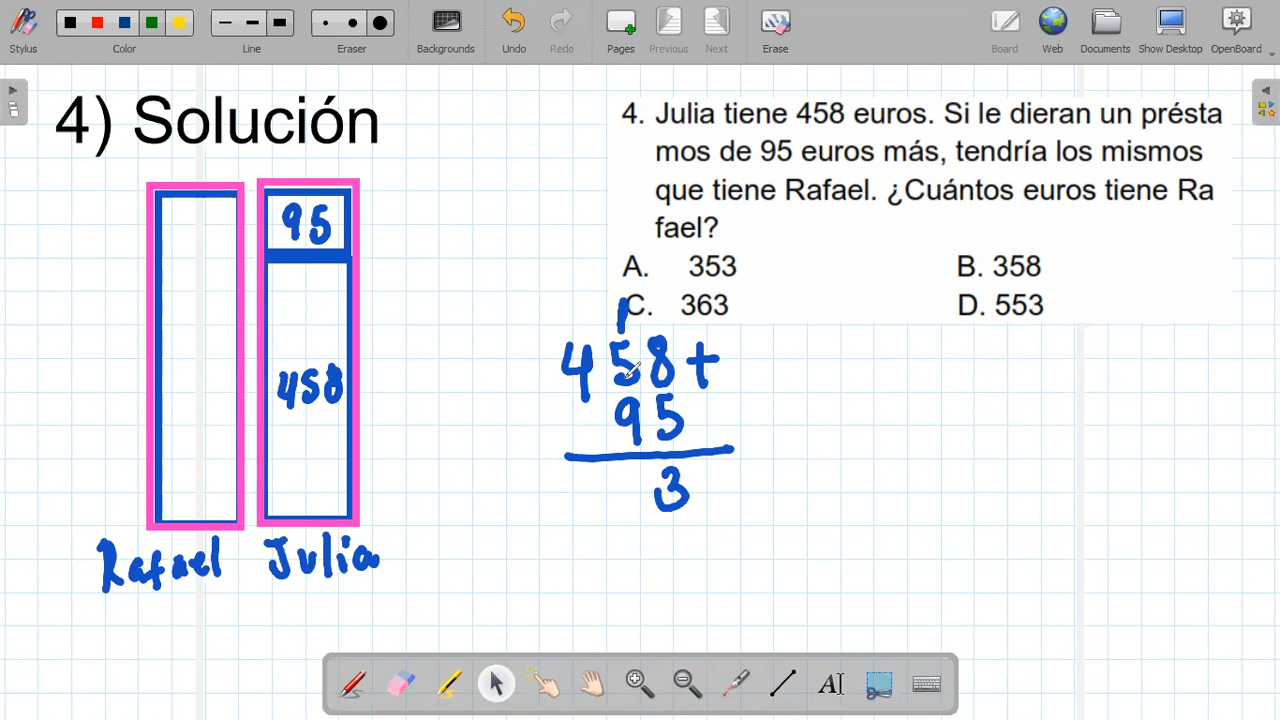 Stylus Color Line Eraser Backgrounds Undo Redo Pages Previous Next Erase Board Web Documents Show Desktop OpenBoard
4) Solución
4. Julia tiene 458 euros. Si le dieran un présta
mos de 95 euros más, tendría los mismos
que tiene Rafael. ¿Cuántos euros tiene Ra
fael?
A. 353 B. 358
C. 363 D. 553
95
458
Rafael Julia
1
458+
95
3
AI